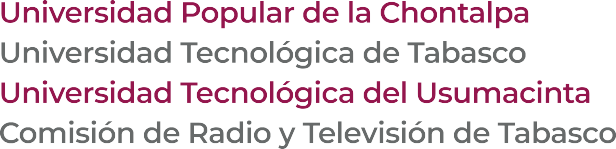 Universidad Popular de la Chontalpa
Universidad Tecnológica de Tabasco
Universidad Tecnológica del Usumacinta
Comisión de Radio y Televisión de Tabasco